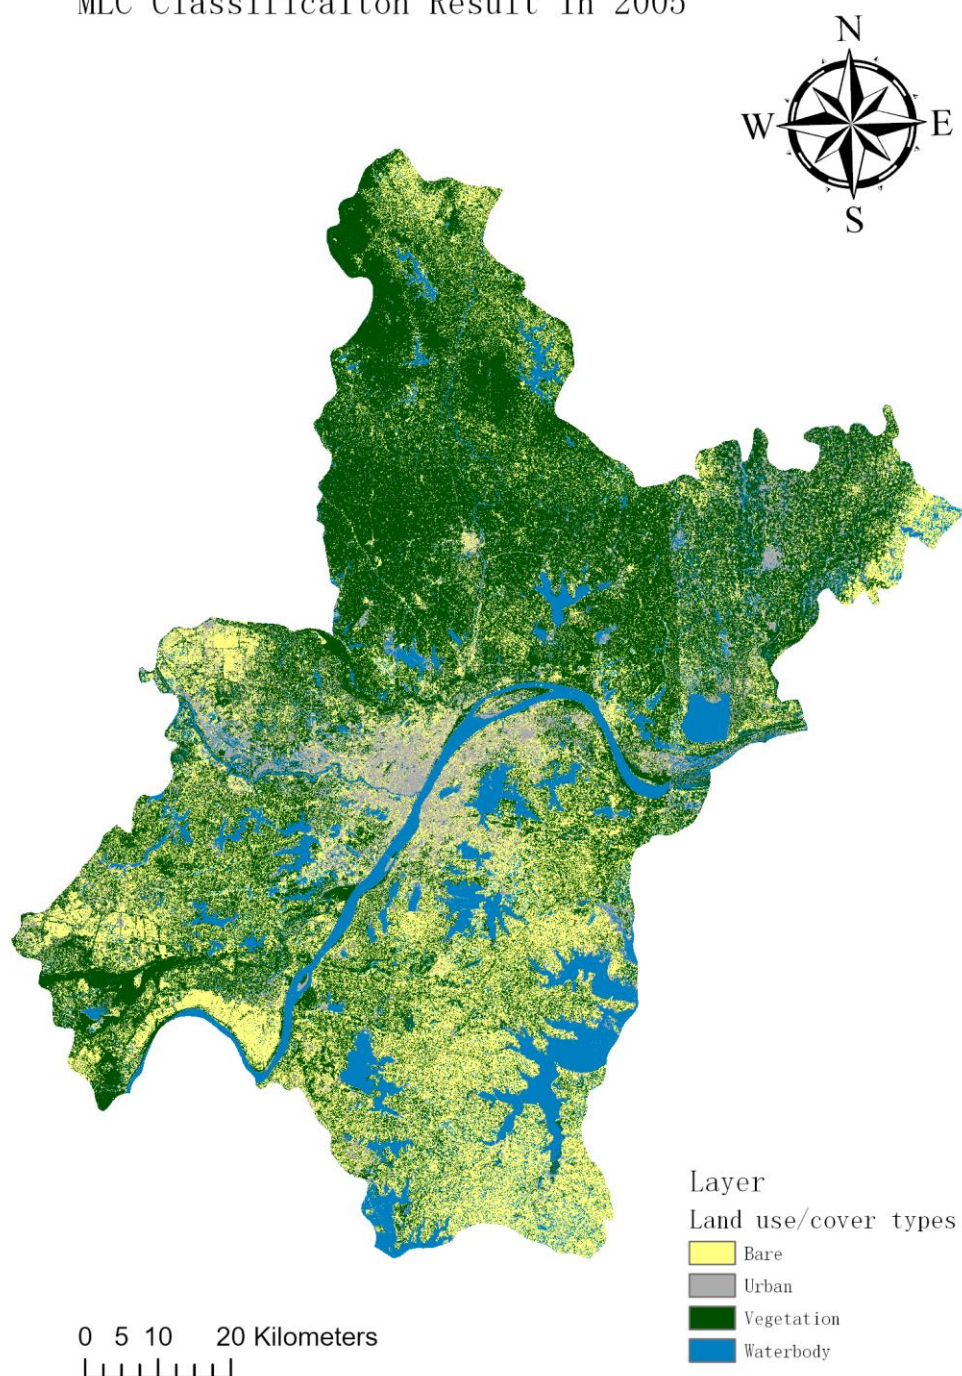 MLC Classificaiton Result in 2005
N
W
E
S
Layer
Land use/cover types
Bare
Urban
Vegetation
Waterbody
0 5 10 20 Kilometers